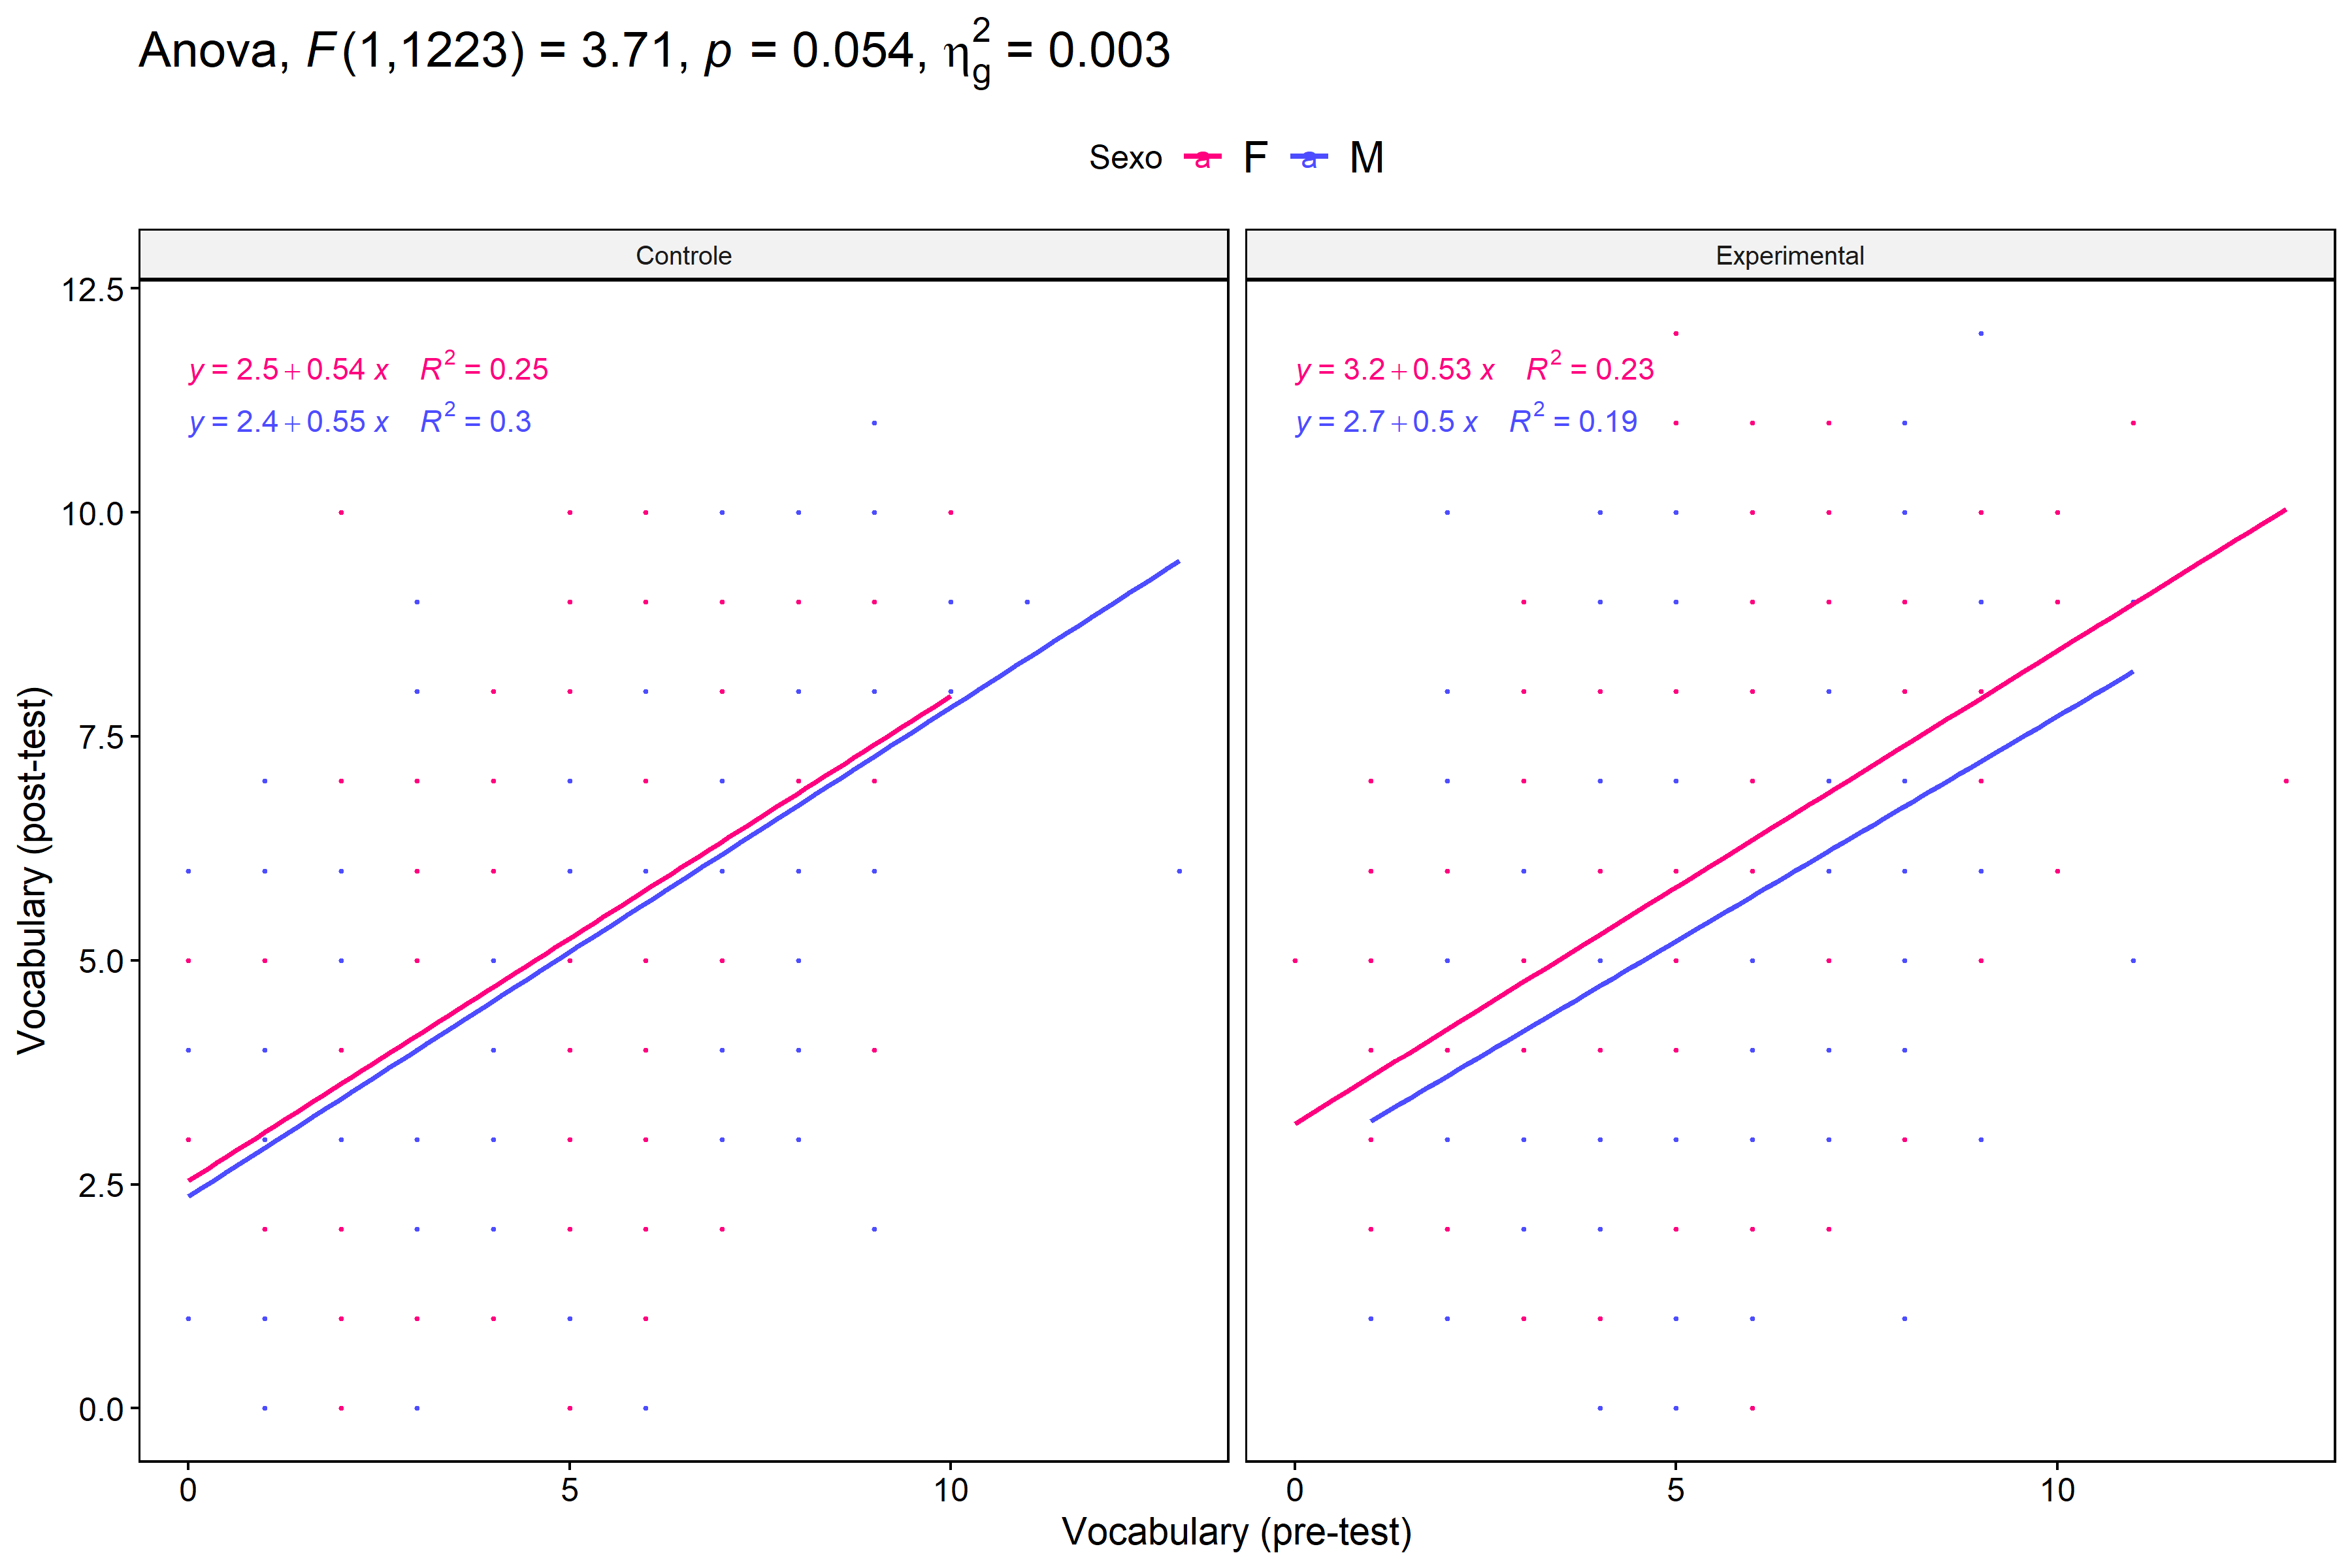 Anova, F(1,1223) = 3.71, p = 0.054, η²g = 0.003
Sexo a F a M
Controle
Experimental
12.5
10.0
7.5
5.0
2.5
0.0
y = 2.5 + 0.54 x R² = 0.25
y = 2.4 + 0.55 x R² = 0.3
y = 3.2 + 0.53 x R² = 0.23
y = 2.7 + 0.5 x R² = 0.19
Vocabulary (post-test)
0 5 10
0 5 10
Vocabulary (pre-test)